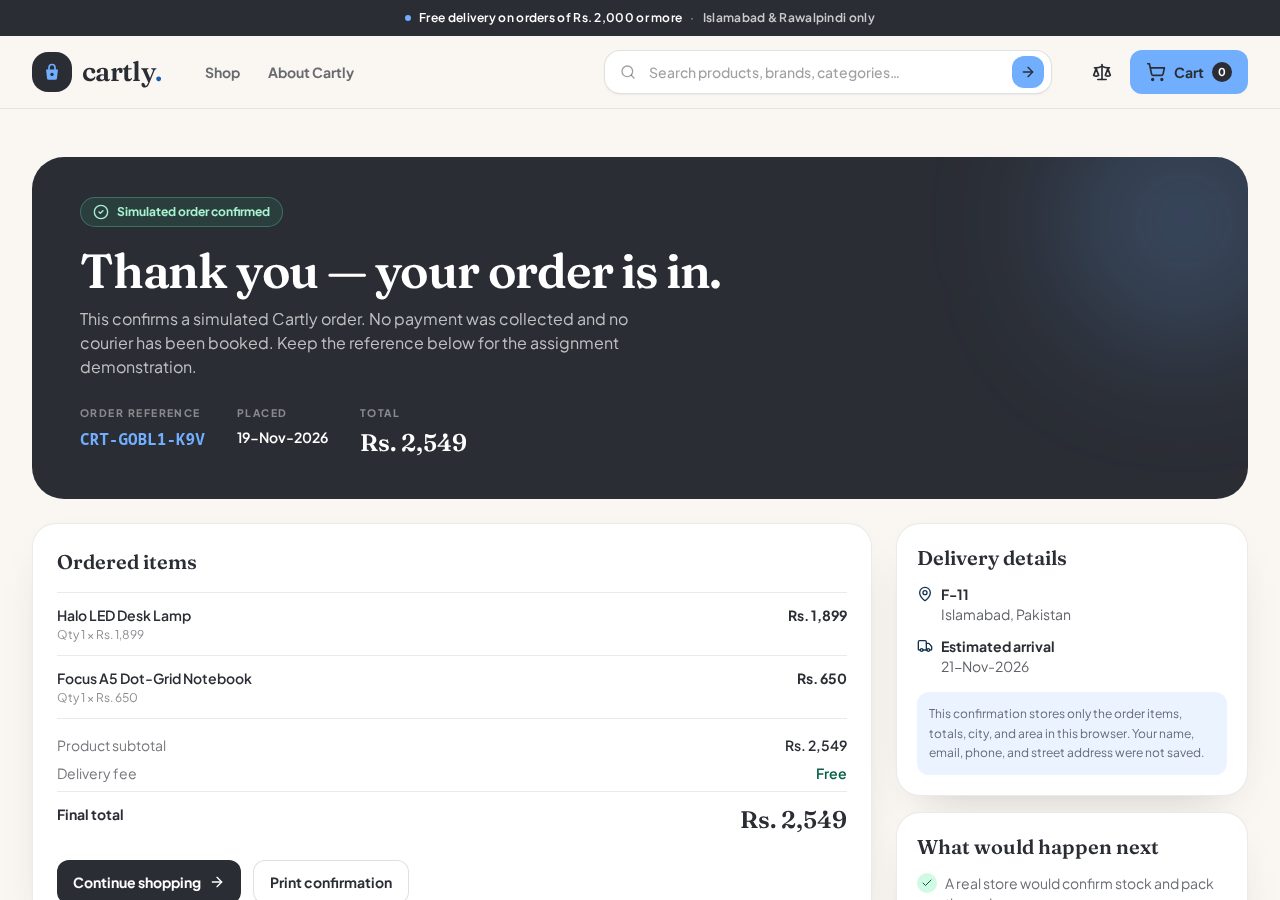 Free delivery on orders of Rs. 2,000 or more · Islamabad & Rawalpindi only
cartly.
Shop
About Cartly
Search products, brands, categories…
Cart 0
Simulated order confirmed
Thank you — your order is in.
This confirms a simulated Cartly order. No payment was collected and no
courier has been booked. Keep the reference below for the assignment
demonstration.
ORDER REFERENCE
CRT-GOBL1-K9V
PLACED
19-Nov-2026
TOTAL
Rs. 2,549
Ordered items
Halo LED Desk Lamp
Rs. 1,899
Qty 1 × Rs. 1,899
Focus A5 Dot-Grid Notebook
Rs. 650
Qty 1 × Rs. 650
Product subtotal
Rs. 2,549
Delivery fee
Free
Final total
Rs. 2,549
Continue shopping
Print confirmation
Delivery details
F-11
Islamabad, Pakistan
Estimated arrival
21-Nov-2026
This confirmation stores only the order items,
totals, city, and area in this browser. Your name,
email, phone, and street address were not saved.
What would happen next
A real store would confirm stock and pack